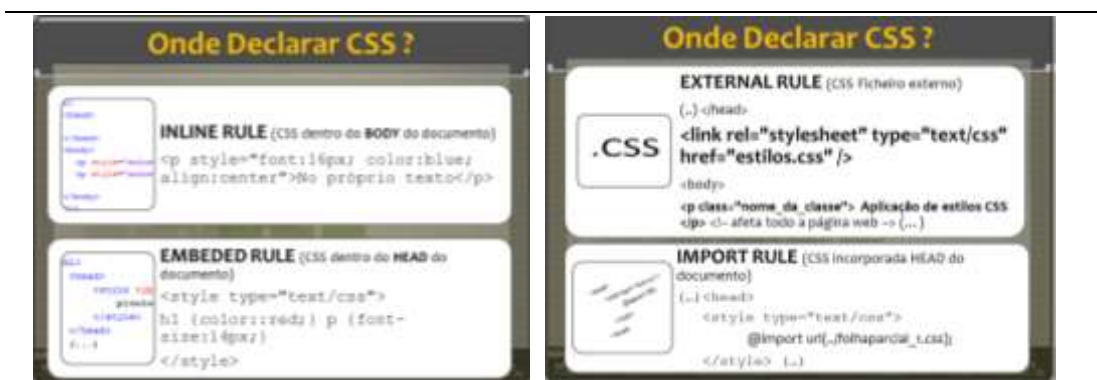 Onde Declarar CSS ?
INLINE RULE (CSS dentro do BODY do documento)
<p style="font:16px; color:blue;
align:center">No próprio texto</p>
EMBEDED RULE (CSS dentro do HEAD do
documento)
<style type="text/css">
h1 {color::red;} p {font-
size:14px;}
</style>
Onde Declarar CSS ?
EXTERNAL RULE (CSS Ficheiro externo)
(..) </head>
.CSS
<link rel="stylesheet" type="text/css"
href="estilos.css" />
<body>
<p class="nome_da_classe"> Aplicação de estilos CSS
</p> <!-- afeta todo a página web --> (...)
IMPORT RULE (CSS incorporada HEAD do
documento)
(..) <head>
<style type="text/css">
@import url(../folhaparcial_1.css);
</style> (..)